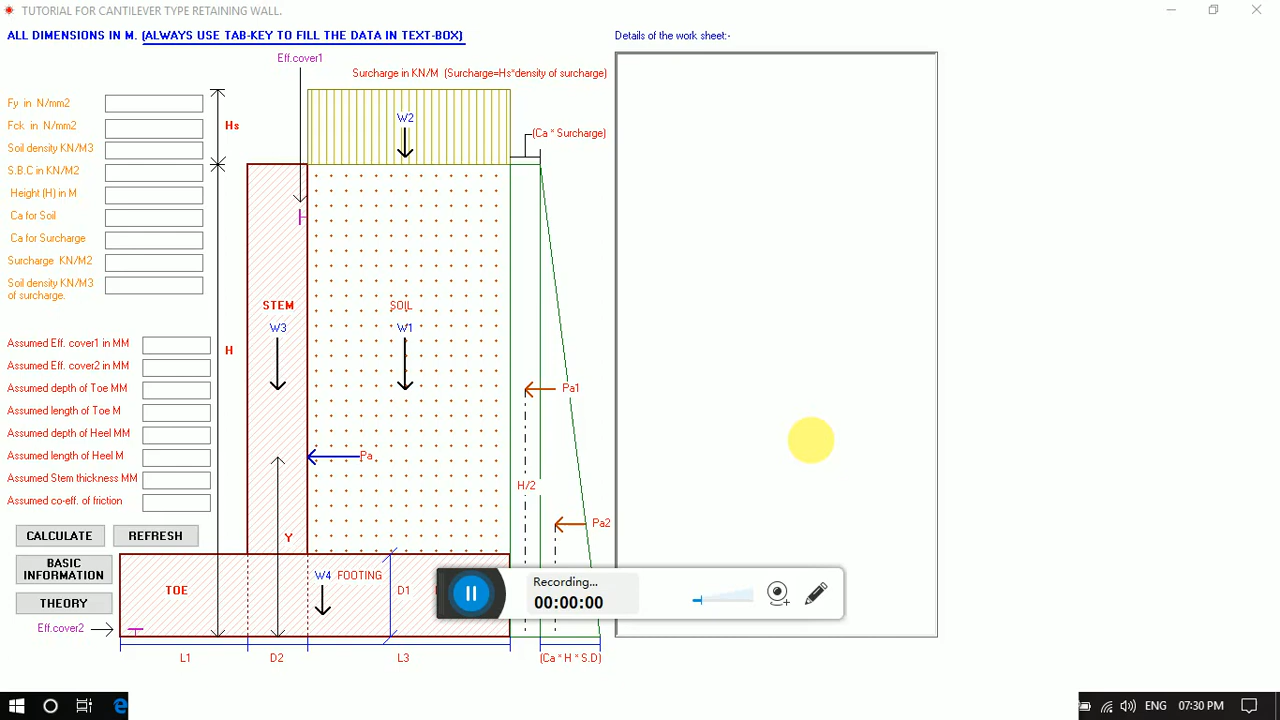 TUTORIAL FOR CANTILEVER TYPE RETAINING WALL.
ALL DIMENSIONS IN M. (ALWAYS USE TAB-KEY TO FILL THE DATA IN TEXT-BOX)
Details of the work sheet:-
Eff.cover1
Surcharge in KN/M (Surcharge=Hs*density of surcharge)
Fy in N/mm2
Fck in N/mm2
Soil density KN/M3
S.B.C in KN/M2
Height (H) in M
Ca for Soil
Ca for Surcharge
Surcharge KN/M2
Soil density KN/M3
of surcharge.
Hs
W2
(Ca * Surcharge)
STEM
W3
SOIL
W1
H
Assumed Eff. cover1 in MM
Assumed Eff. cover2 in MM
Assumed depth of Toe MM
Assumed length of Toe M
Assumed depth of Heel MM
Assumed length of Heel M
Assumed Stem thickness MM
Assumed co-eff. of friction
Pa1
Pa
H/2
Pa2
Y
CALCULATE
REFRESH
BASIC
INFORMATION
THEORY
TOE
W4 FOOTING
D1
Eff.cover2
L1
D2
L3
(Ca * H * S.D)
Recording...
00:00:00
ENG
07:30 PM